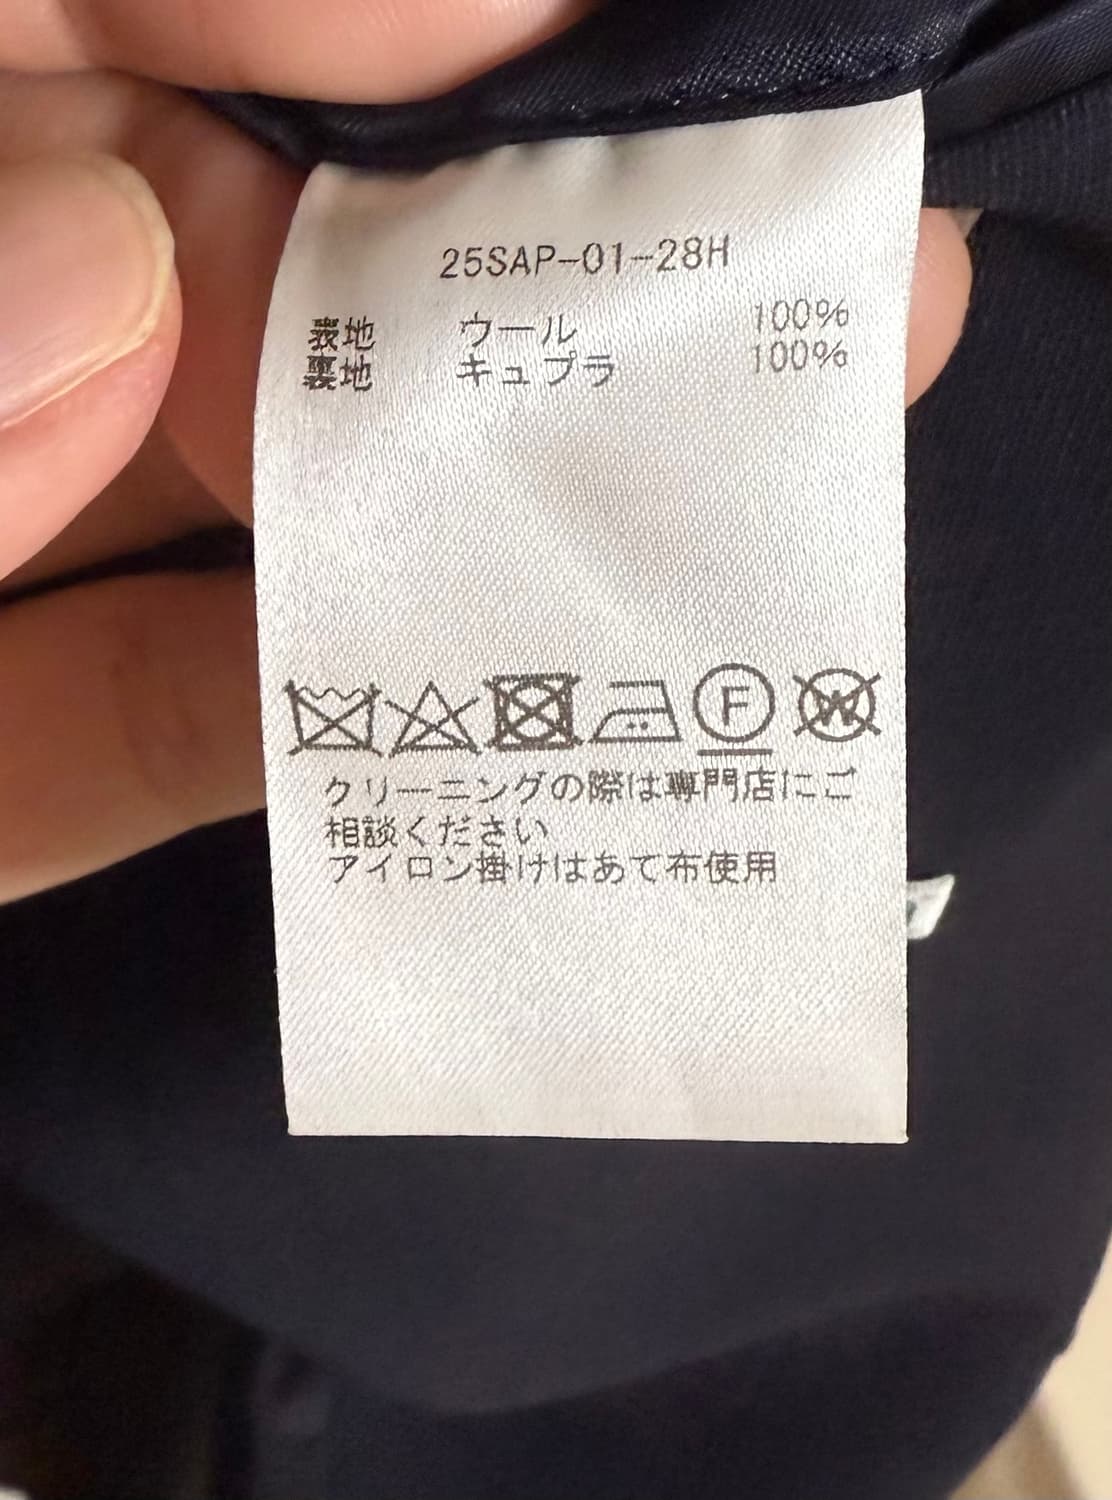 25SAP-01-28H
表地 ウール 100%
裏地 キュプラ 100%
F W
クリーニングの際は専門店にご
相談ください
アイロン掛けはあて布使用